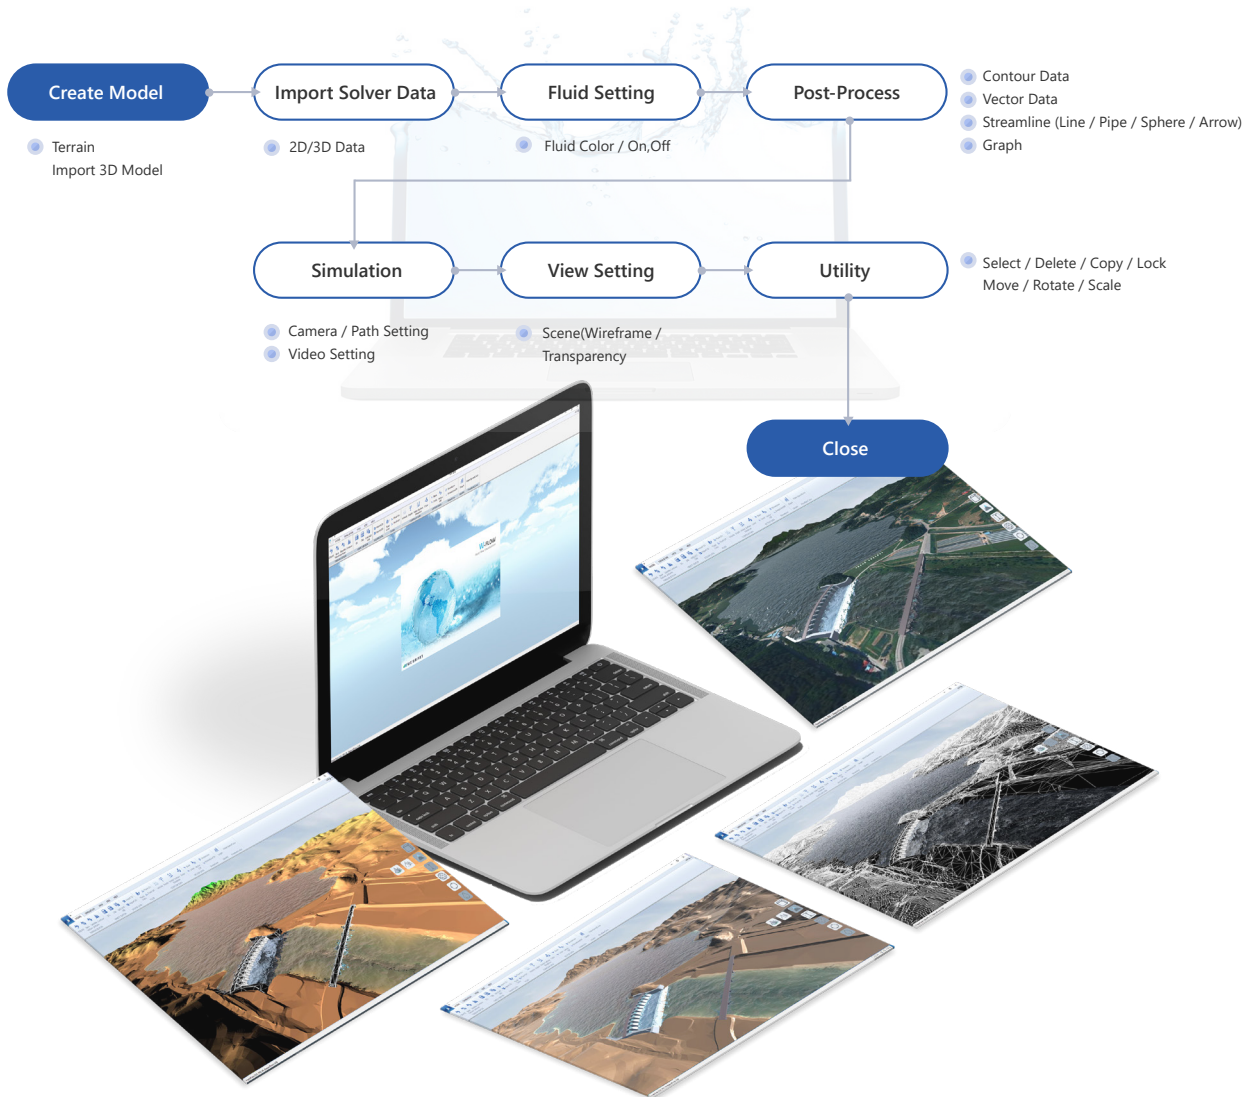 Create Model
Import Solver Data
Fluid Setting
Post-Process
Terrain
Import 3D Model
2D/3D Data
Fluid Color / On,Off
Contour Data
Vector Data
Streamline (Line / Pipe / Sphere / Arrow)
Graph
Simulation
View Setting
Utility
Camera / Path Setting
Video Setting
Scene(Wireframe /
Transparency
Select / Delete / Copy / Lock
Move / Rotate / Scale
Close